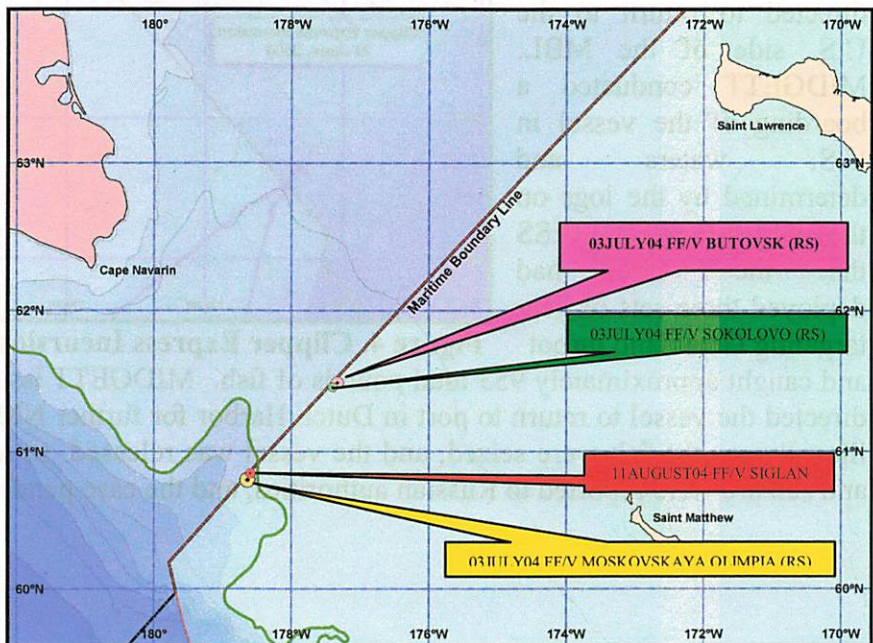 180° 178°W 176°W 174°W 172°W 170°W
Saint Lawrence
63°N 63°N
Maritime Boundary Line
03JULY04 FF/V BUTOVSK (RS)
Cape Navarin
62°N 62°N
03JULY04 FF/V SOKOLOVO (RS)
61°N 61°N
11AUGUST04 FF/V SIGLAN
Saint Matthew
03JULY04 FF/V MOSKOVSKAYA OLIMPIA (RS)
60°N 60°N
180° 178°W 176°W 174°W 172°W 170°W